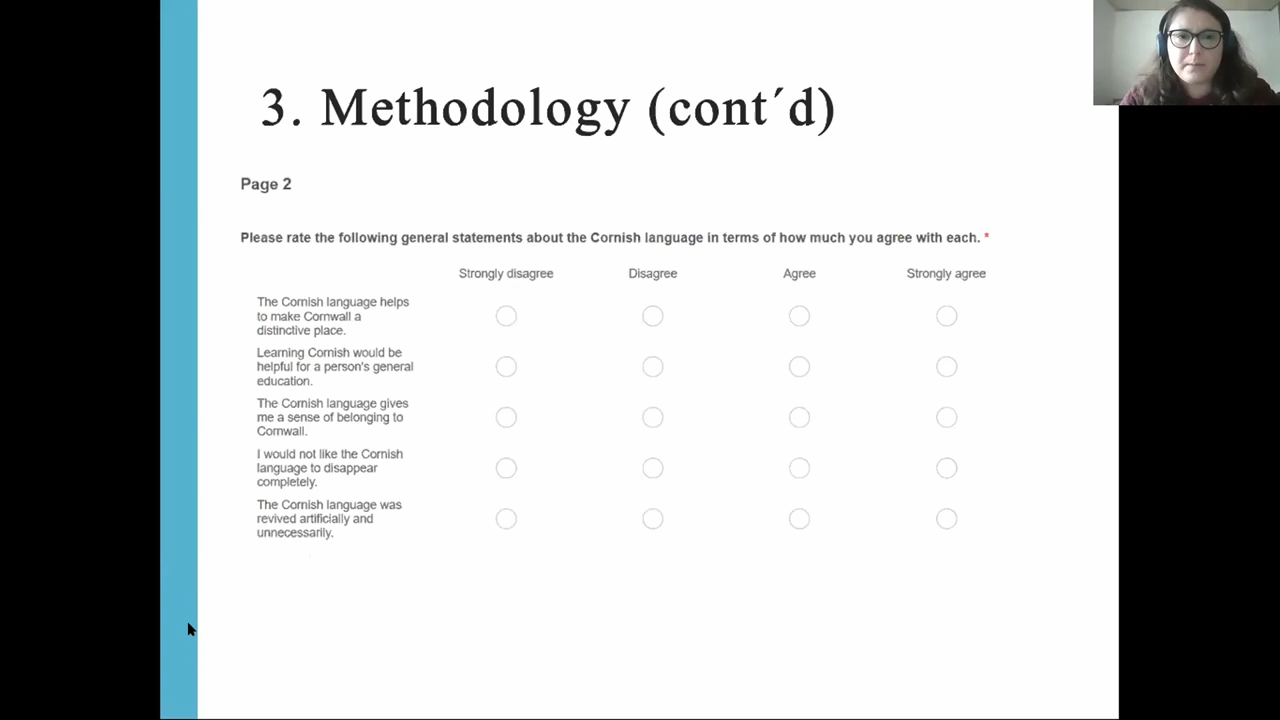 3. Methodology (cont´d)
Page 2
Please rate the following general statements about the Cornish language in terms of how much you agree with each. *
Strongly disagree Disagree Agree Strongly agree
The Cornish language helps
to make Cornwall a
distinctive place.
Learning Cornish would be
helpful for a person's general
education.
The Cornish language gives
me a sense of belonging to
Cornwall.
I would not like the Cornish
language to disappear
completely.
The Cornish language was
revived artificially and
unnecessarily.